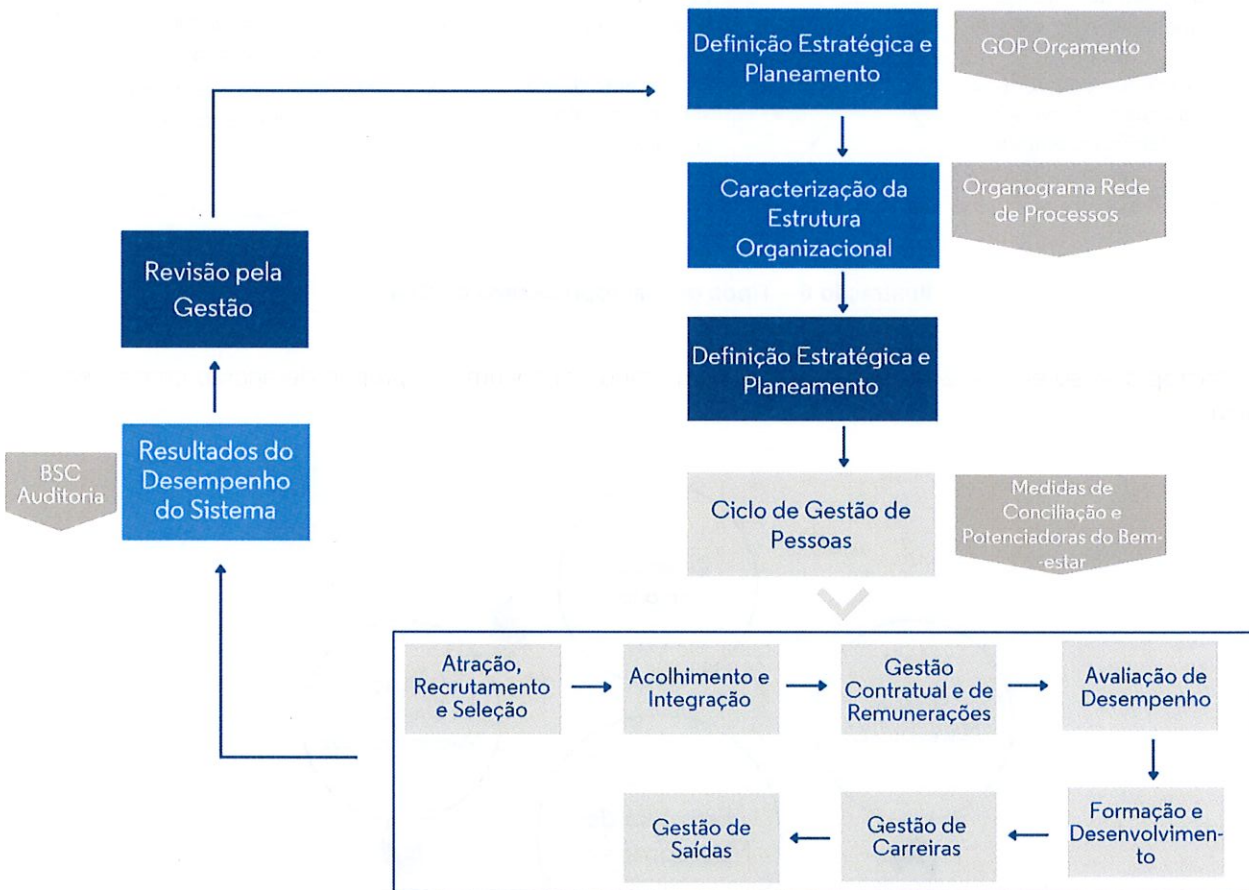 Definição Estratégica e
Planeamento
GOP Orçamento
Caracterização da
Estrutura
Organizacional
Organograma Rede
de Processos
Revisão pela
Gestão
Definição Estratégica e
Planeamento
Resultados do
Desempenho
do Sistema
BSC
Auditoria
Ciclo de Gestão de
Pessoas
Medidas de
Conciliação e
Potenciadoras do Bem-
-estar
Atração,
Recrutamento
e Seleção
Acolhimento e
Integração
Gestão
Contratual e de
Remunerações
Avaliação de
Desempenho
Formação e
Desenvolvimen-
to
Gestão de
Carreiras
Gestão de
Saídas